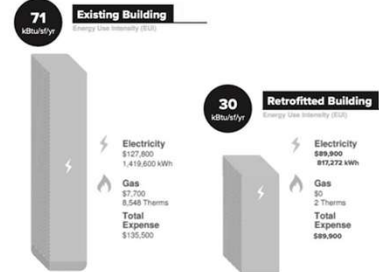 71
kBtu/sf/yr
Existing Building
Energy Use Intensity (EUI)
Electricity
$127,800
1,419,600 kWh
Gas
$7,700
8,548 Therms
Total
Expense
$135,500
30
kBtu/sf/yr
Retrofitted Building
Energy Use Intensity (EUI)
Electricity
$89,900
817,272 kWh
Gas
$0
2 Therms
Total
Expense
$89,900